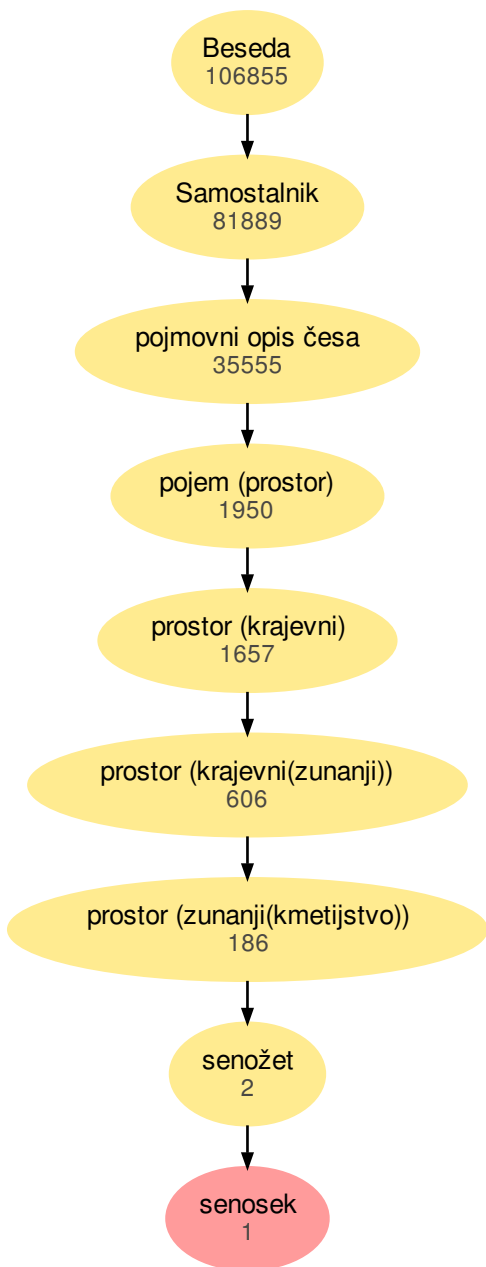 Beseda
106855
Samostalnik
81889
pojmovni opis česa
35555
pojem (prostor)
1950
prostor (krajevni)
1657
prostor (krajevni(zunanji))
606
prostor (zunanji(kmetijstvo))
186
senožet
2
senosek
1